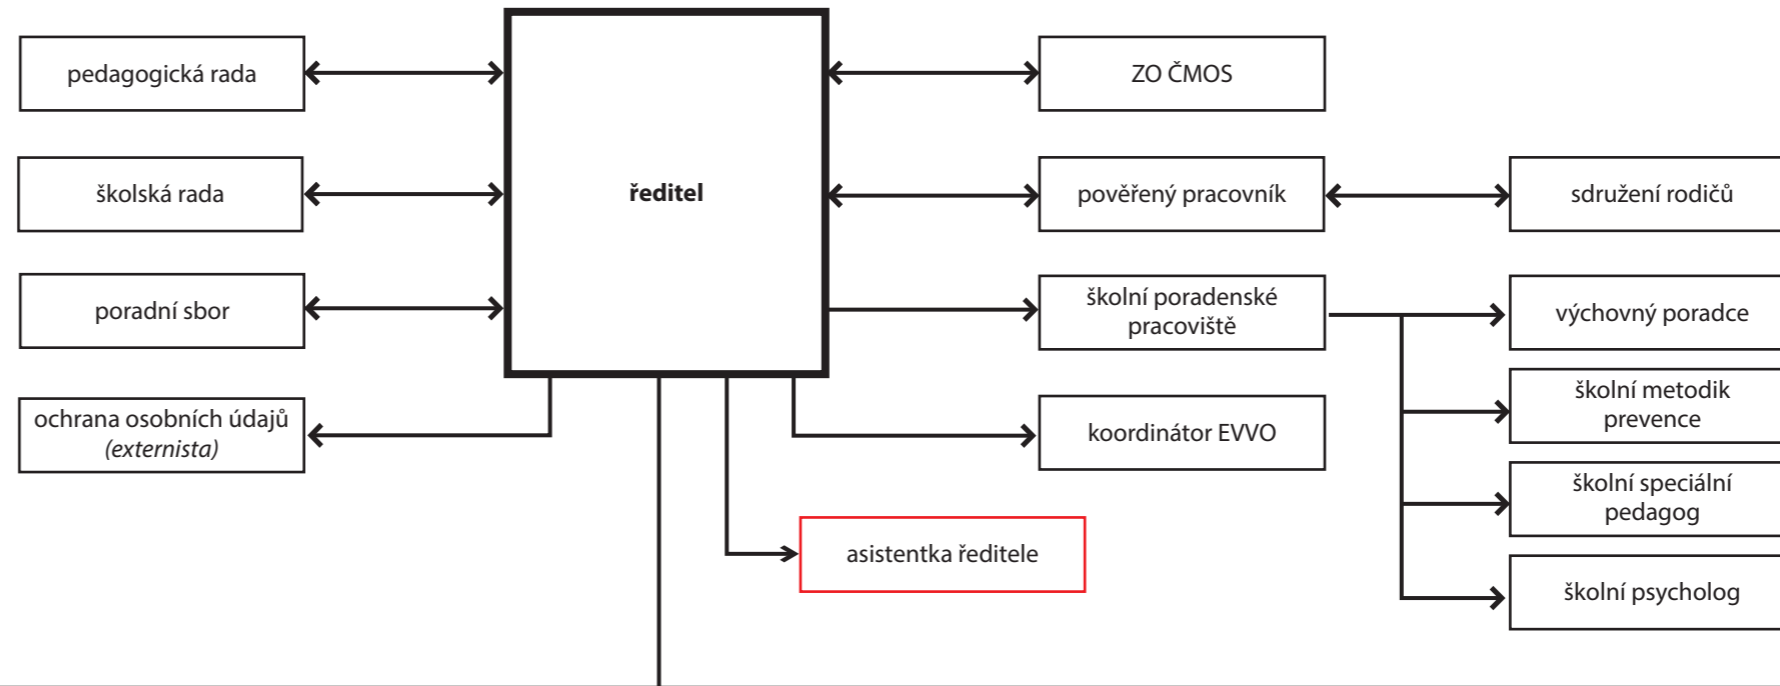 pedagogická rada
ZO ČMOS
školská rada
ředitel
pověřený pracovník
sdružení rodičů
poradní sbor
školní poradenské
pracoviště
výchovný poradce
školní metodik
prevence
ochrana osobních údajů
(externista)
koordinátor EVVO
školní speciální
pedagog
asistentka ředitele
školní psycholog